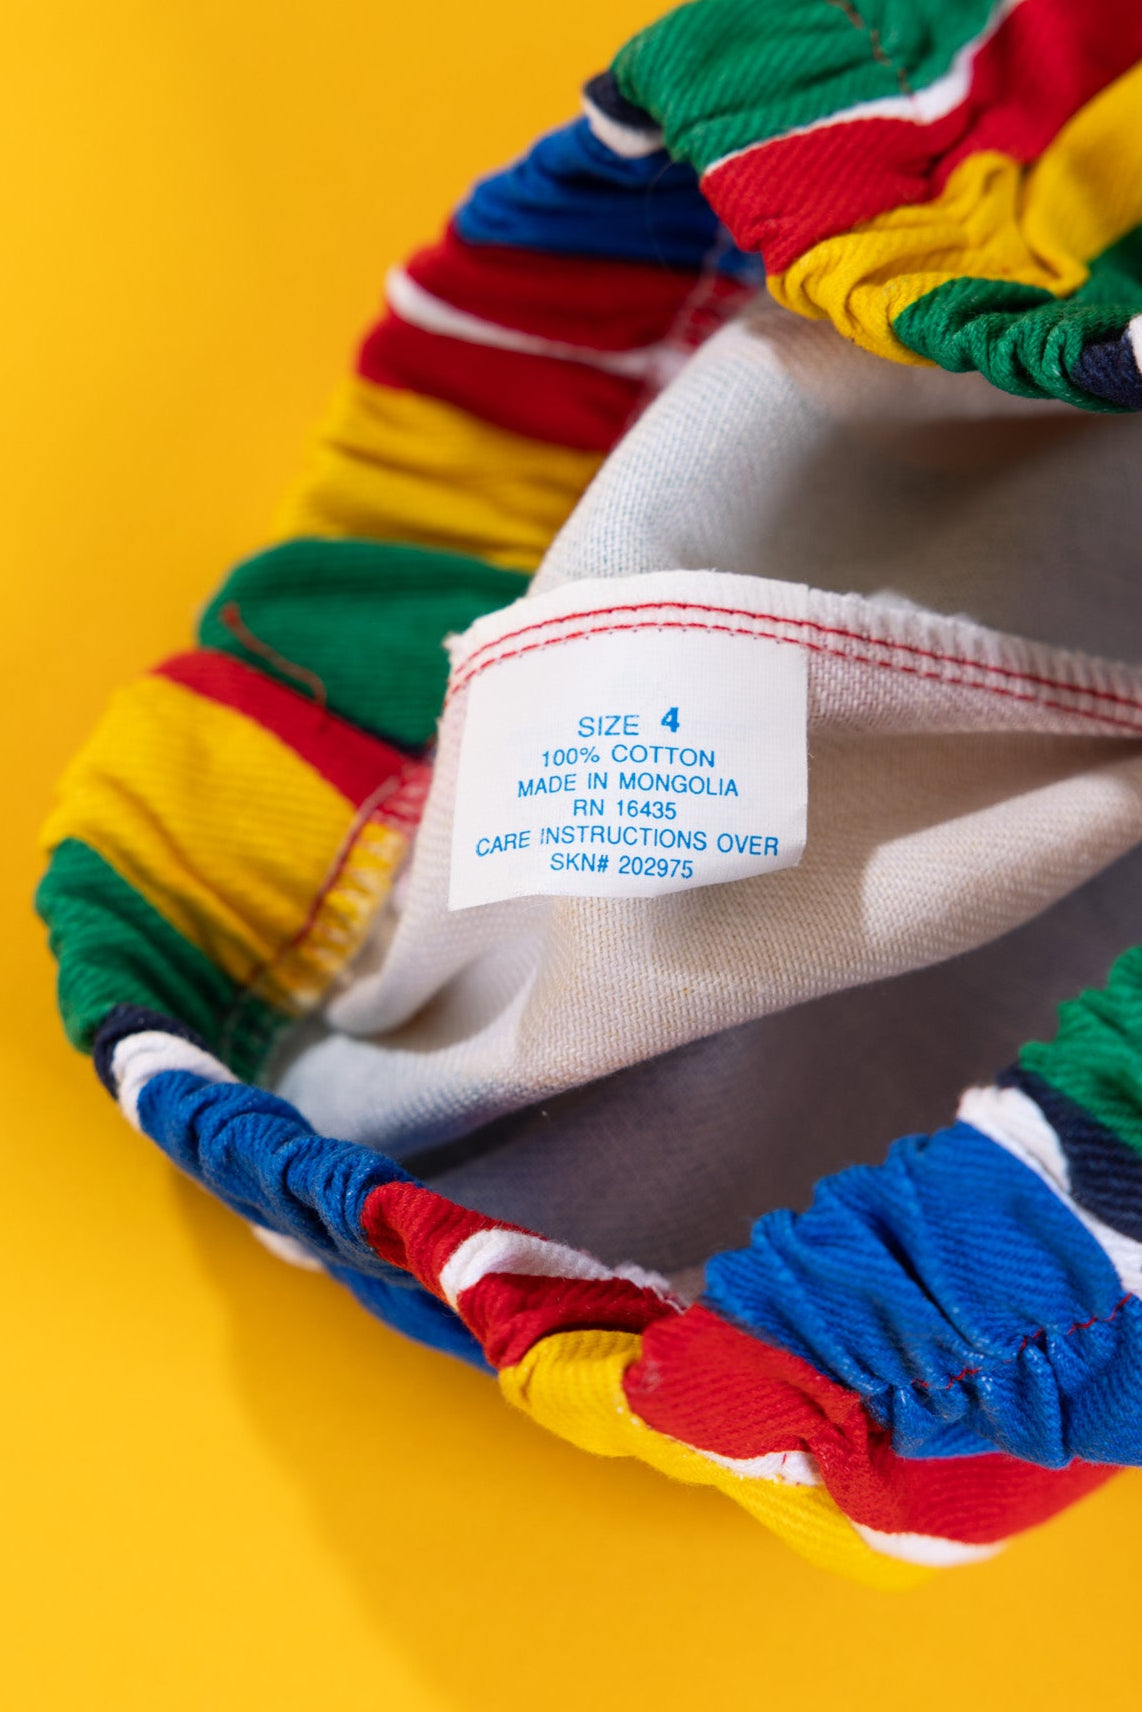 SIZE 4
100% COTTON
MADE IN MONGOLIA
RN 16435
CARE INSTRUCTIONS OVER
SKN# 202975